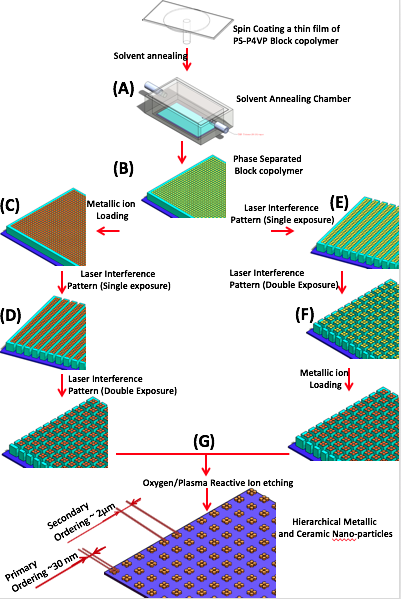 Spin Coating a thin film of
PS-P4VP Block copolymer
Solvent annealing
(A)
Solvent Annealing Chamber
(B)
Phase Separated
Block copolymer
(C)
Metallic ion
Loading
Laser Interference
Pattern (Single exposure)
(E)
Laser Interference
Pattern (Single exposure)
Laser Interference
Pattern (Double Exposure)
(D)
(F)
Laser Interference
Pattern (Double Exposure)
Metallic ion
Loading
(G)
Oxygen/Plasma Reactive Ion etching
Secondary
Ordering ~ 2μm
Hierarchical Metallic
and Ceramic Nano-particles
Primary
Ordering ~30 nm